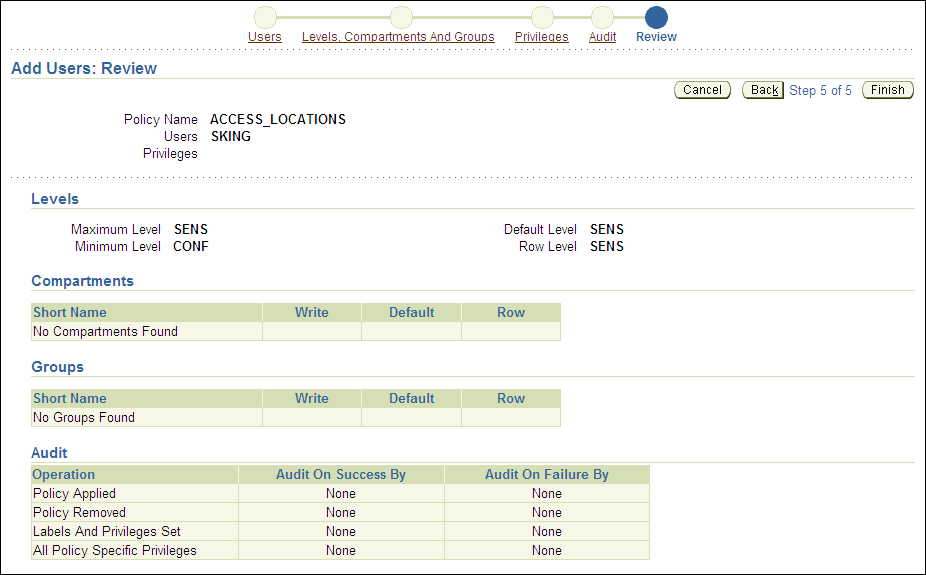 Users Levels, Compartments And Groups Privileges Audit Review
Add Users: Review
Cancel Back Step 5 of 5 Finish
Policy Name ACCESS_LOCATIONS
Users SKING
Privileges
Levels
Maximum Level SENS Default Level SENS
Minimum Level CONF Row Level SENS
Compartments
Short Name Write Default Row
No Compartments Found
Groups
Short Name Write Default Row
No Groups Found
Audit
Operation Audit On Success By Audit On Failure By
Policy Applied None None
Policy Removed None None
Labels And Privileges Set None None
All Policy Specific Privileges None None